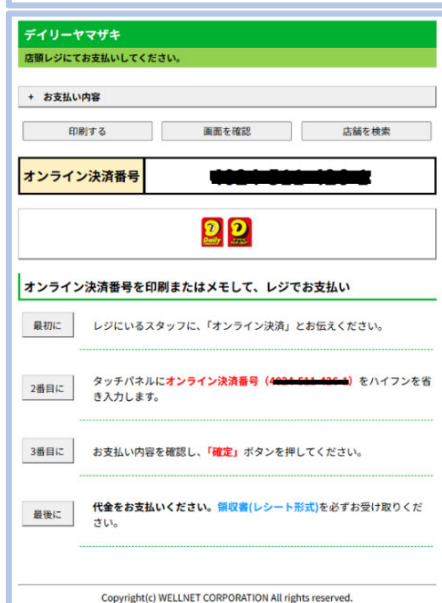 デイリーヤマザキ
店頭レジにてお支払いしてください。
+ お支払い内容
印刷する
画面を確認
店舗を検索
オンライン決済番号
Daily
オンライン決済番号を印刷またはメモして、レジでお支払い
最初に
レジにいるスタッフに、「オンライン決済」とお伝えください。
2番目に
タッチパネルにオンライン決済番号（
）をハイフンを省
き入力します。
3番目に
お支払い内容を確認し、「確定」ボタンを押してください。
最後に
代金をお支払いください。領収書(レシート形式)を必ずお受け取りくだ
さい。
Copyright(c) WELLNET CORPORATION All rights reserved.